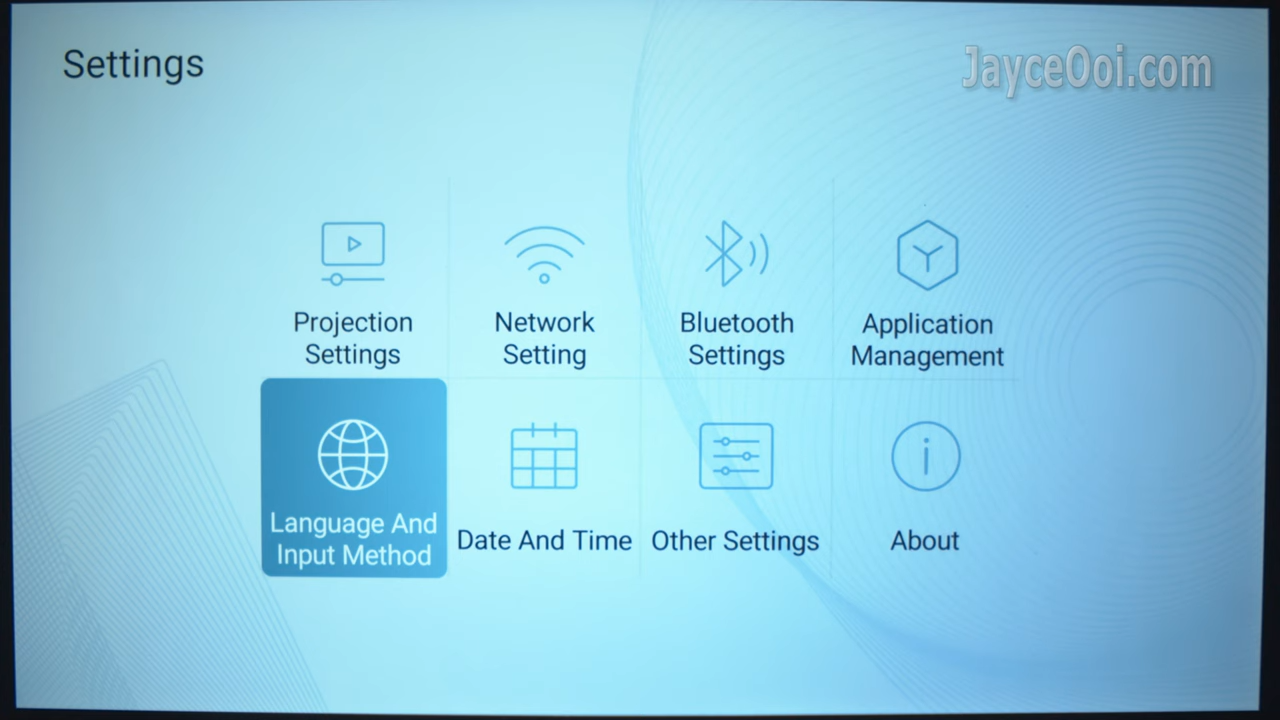 Settings
JayceOoi.com
Projection
Settings
Network
Setting
Bluetooth
Settings
Application
Management
Language And
Input Method
Date And Time
Other Settings
About